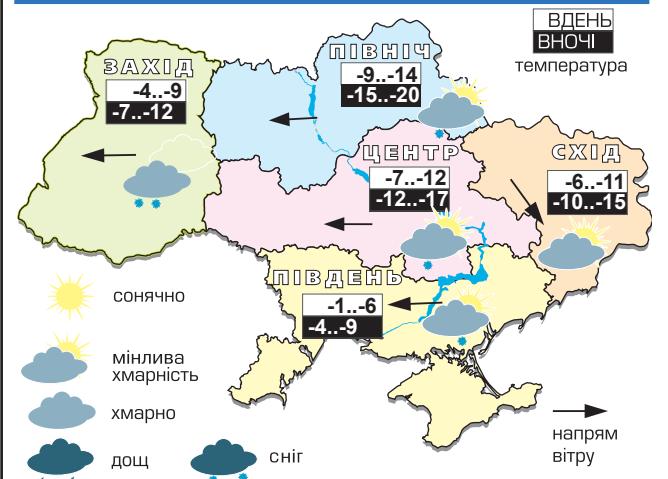 ВДЕНЬ
ВНОЧІ
температура
ПІВНІЧ
-9..-14
-15..-20
ЗАХІД
-4..-9
-7..-12
ЦЕНТР
-7..-12
-12..-17
СХІД
-6..-11
-10..-15
ПІВДЕНЬ
-1..-6
-4..-9
сонячно
мінлива
хмарність
хмарно
дощ
сніг
напрям
вітру